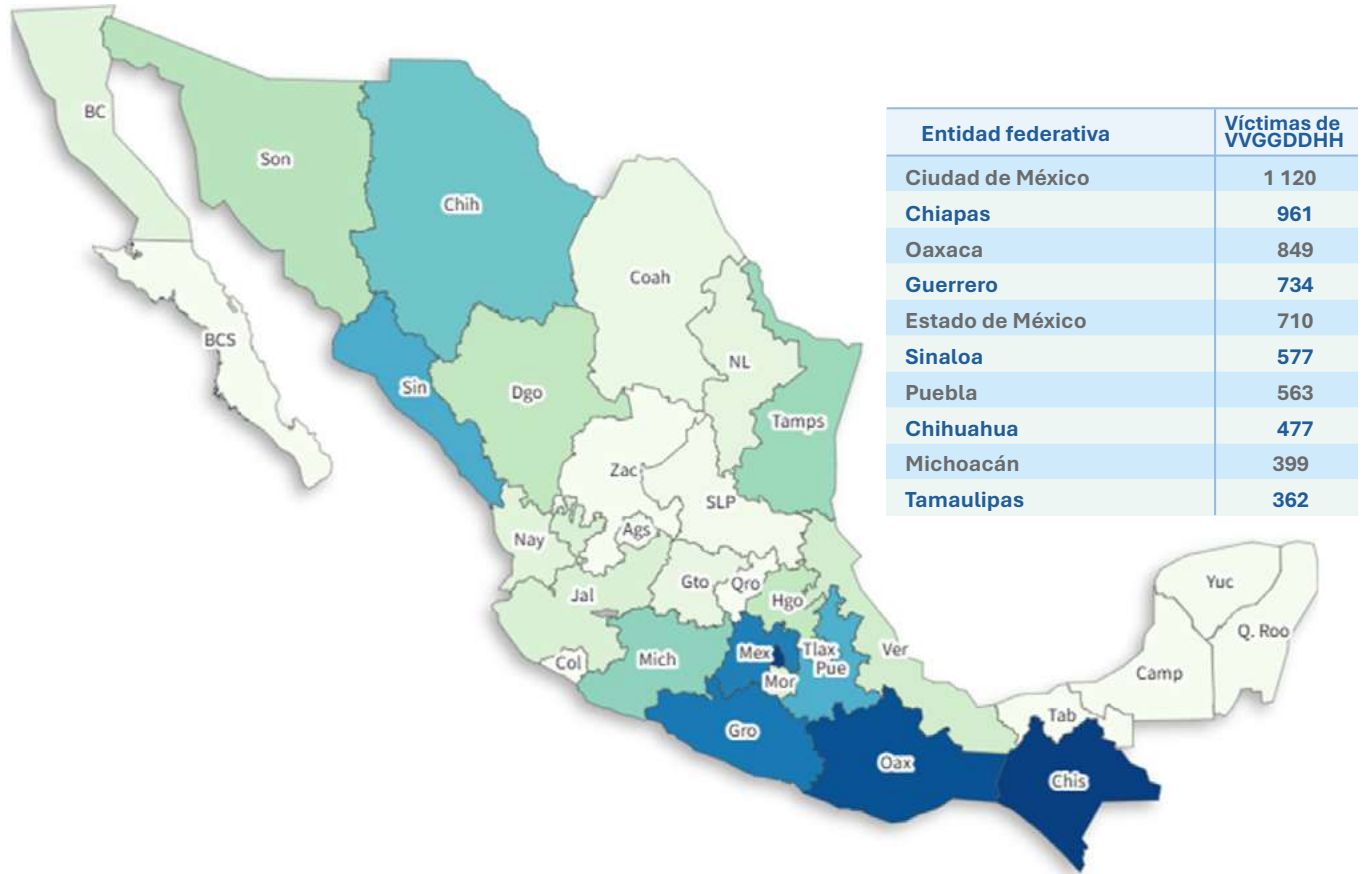 BC
Son
Chih
Coah
BCS
Sin
Dgo
NL
Tamps
Zac
SLP
Nay
Ags
Jal
Gto
Qro
Hgo
Col
Mich
Mex
Tlax
Pue
Mor
Ver
Gro
Oax
Tab
Chis
Camp
Yuc
Q. Roo
Entidad federativa Víctimas de VVGGDDHH
Ciudad de México 1 120
Chiapas 961
Oaxaca 849
Guerrero 734
Estado de México 710
Sinaloa 577
Puebla 563
Chihuahua 477
Michoacán 399
Tamaulipas 362